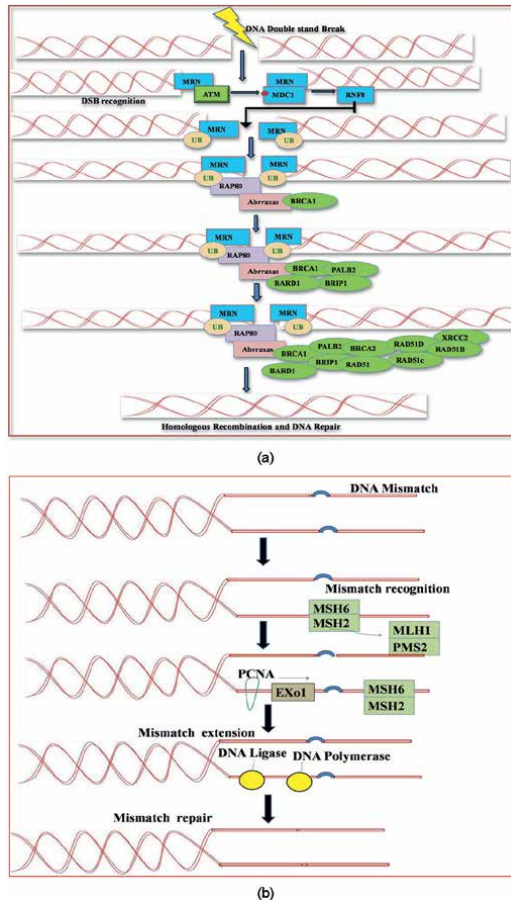 DNA Double stand Break
MRN MRN
ATM MDC1 RNF8
DSB recognition
MRN MRN
UB UB
MRN MRN
UB UB
RAP80
Aberaxas BRCA1
MRN MRN
UB UB
RAP80
Aberaxas BRCA1 PALB2
BARD1 BRIP1
MRN MRN
UB UB
RAP80
Aberaxas BRCA1 PALB2 BRCA2 RAD51D XRCC2
RAD51B
BARD1 BRIP1 RAD51 RAD51c
Homologous Recombination and DNA Repair
(a)
DNA Mismatch
Mismatch recognition
MSH6
MSH2
MLH1
PMS2
PCNA
EXo1
MSH6
MSH2
Mismatch extension
DNA Ligase
DNA Polymerase
Mismatch repair
(b)